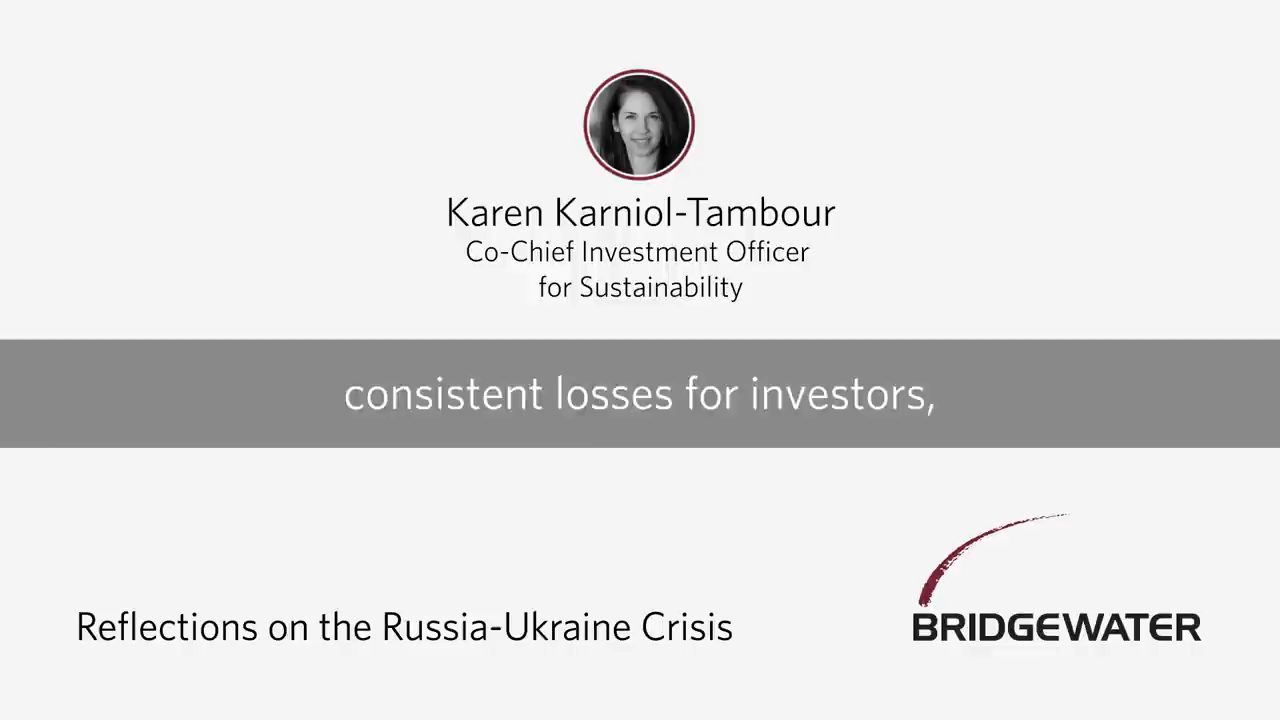 Karen Karniol-Tambour
Co-Chief Investment Officer
for Sustainability
consistent losses for investors,
Reflections on the Russia-Ukraine Crisis
BRIDGEWATER